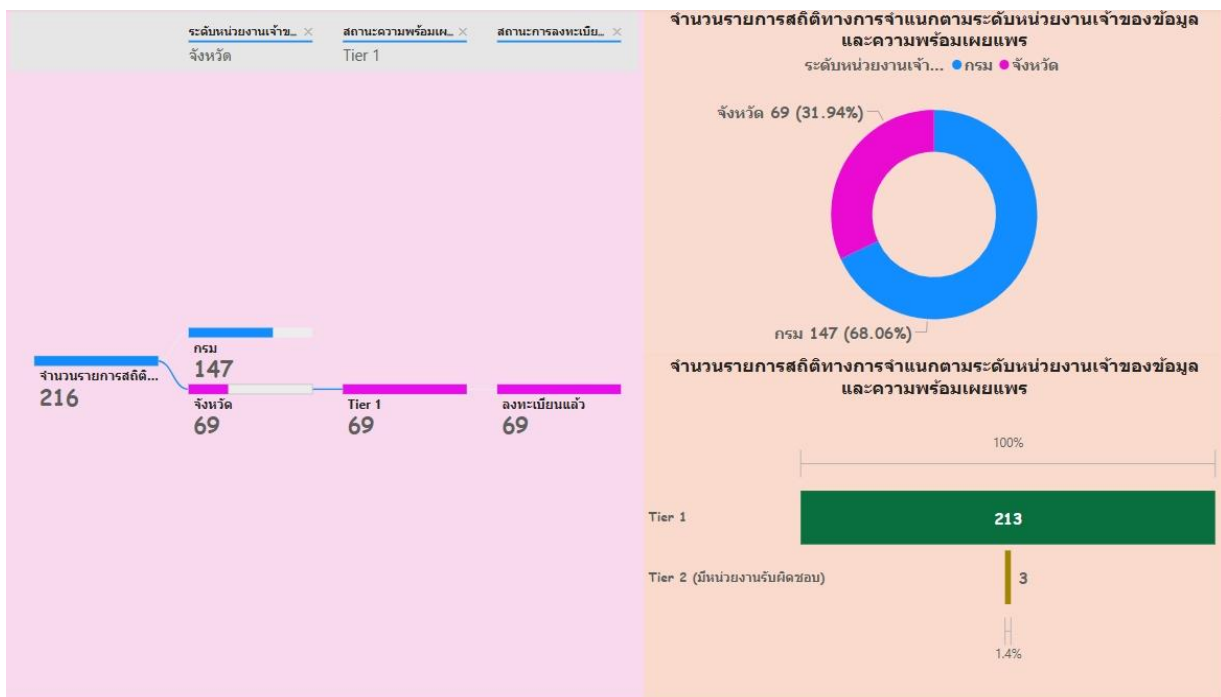 ระดับหน่วยงานเจ้าข... × สถานะความพร้อมเผ... × สถานะการลงทะเบีย... ×
จังหวัด Tier 1
กรม
147
จำนวนรายการสถิติ...
216
จังหวัด Tier 1 ลงทะเบียนแล้ว
69 69 69
จำนวนรายการสถิติทางการจำแนกตามระดับหน่วยงานเจ้าของข้อมูล
และความพร้อมเผยแพร
ระดับหน่วยงานเจ้า... กรม จังหวัด
จังหวัด 69 (31.94%)
กรม 147 (68.06%)
จำนวนรายการสถิติทางการจำแนกตามระดับหน่วยงานเจ้าของข้อมูล
และความพร้อมเผยแพร
100%
Tier 1 213
Tier 2 (มีหน่วยงานรับผิดชอบ) 3
1.4%